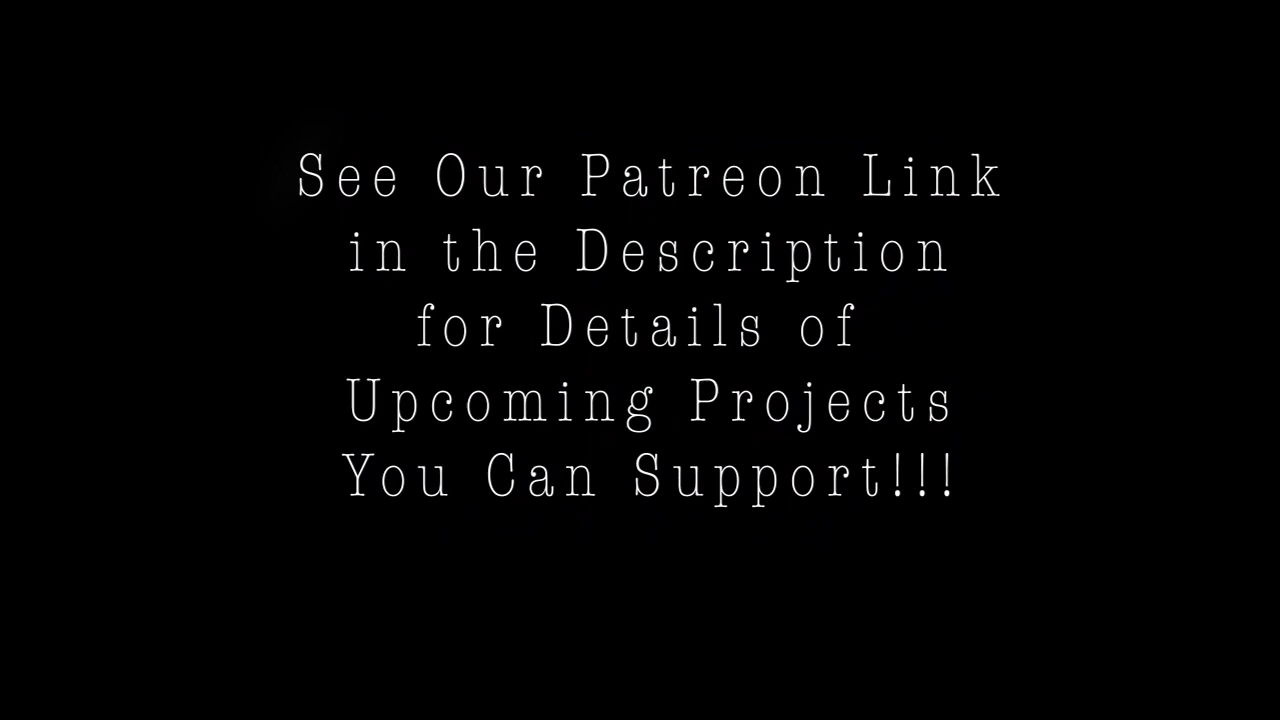 See Our Patreon Link
in the Description
for Details of
Upcoming Projects
You Can Support!!!